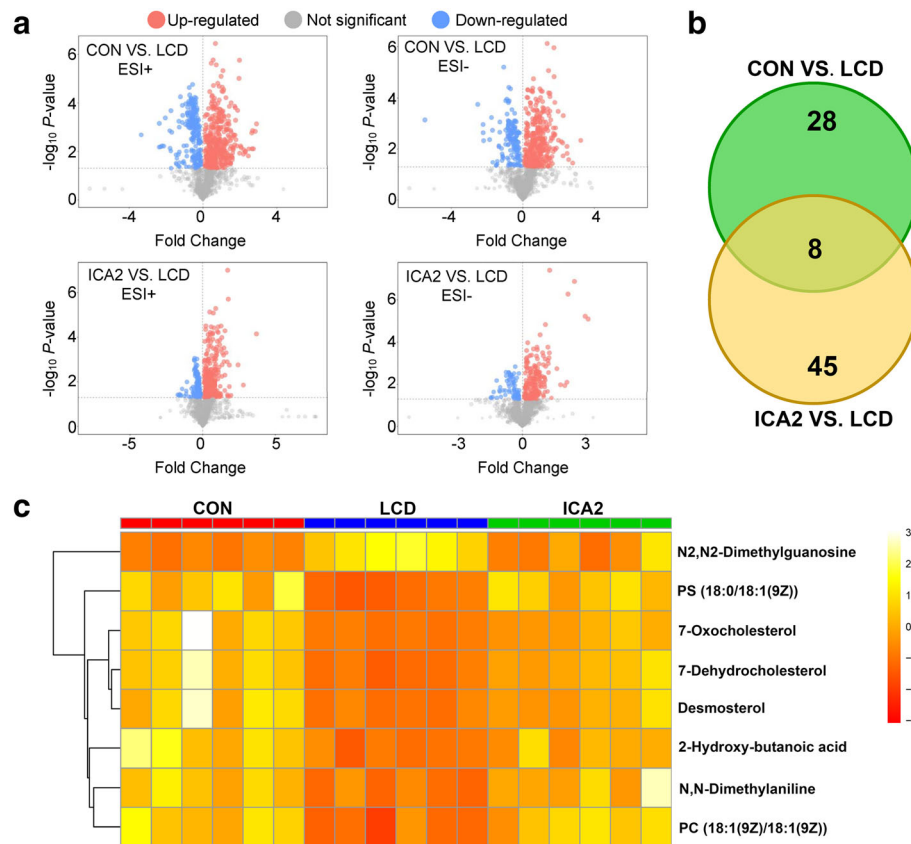 a
Up-regulated Not significant Down-regulated
CON VS. LCD
ESI+
6
4
2
0
-log10 P-value
-4 0 4
Fold Change
CON VS. LCD
ESI-
6
4
2
0
-log10 P-value
-4 0 4
Fold Change
ICA2 VS. LCD
ESI+
6
4
2
0
-log10 P-value
-5 0 5
Fold Change
ICA2 VS. LCD
ESI-
6
4
2
0
-log10 P-value
-3 0 3
Fold Change
b
CON VS. LCD
28
8
45
ICA2 VS. LCD
c
CON LCD ICA2
N2,N2-Dimethylguanosine
PS (18:0/18:1(9Z))
7-Oxocholesterol
7-Dehydrocholesterol
Desmosterol
2-Hydroxy-butanoic acid
N,N-Dimethylaniline
PC (18:1(9Z)/18:1(9Z))
3
2
1
0